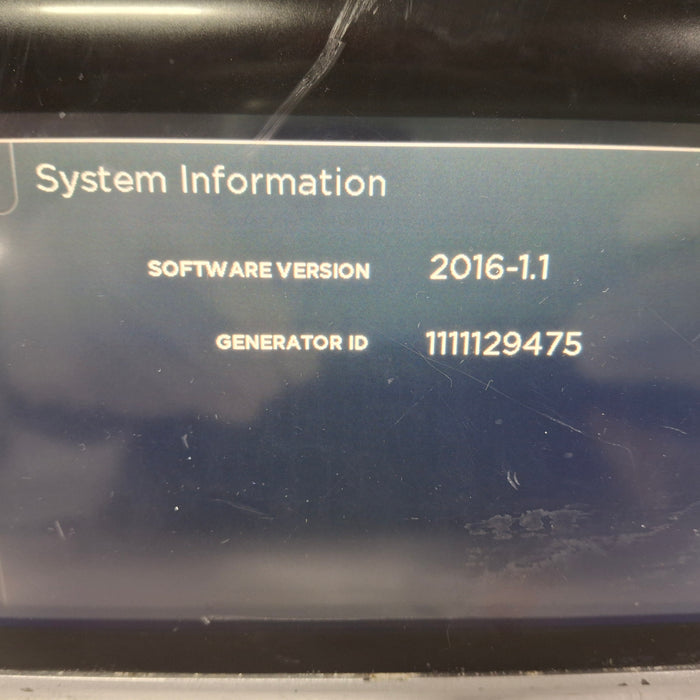 System Information
SOFTWARE VERSION 2016-1.1
GENERATOR ID 1111129475